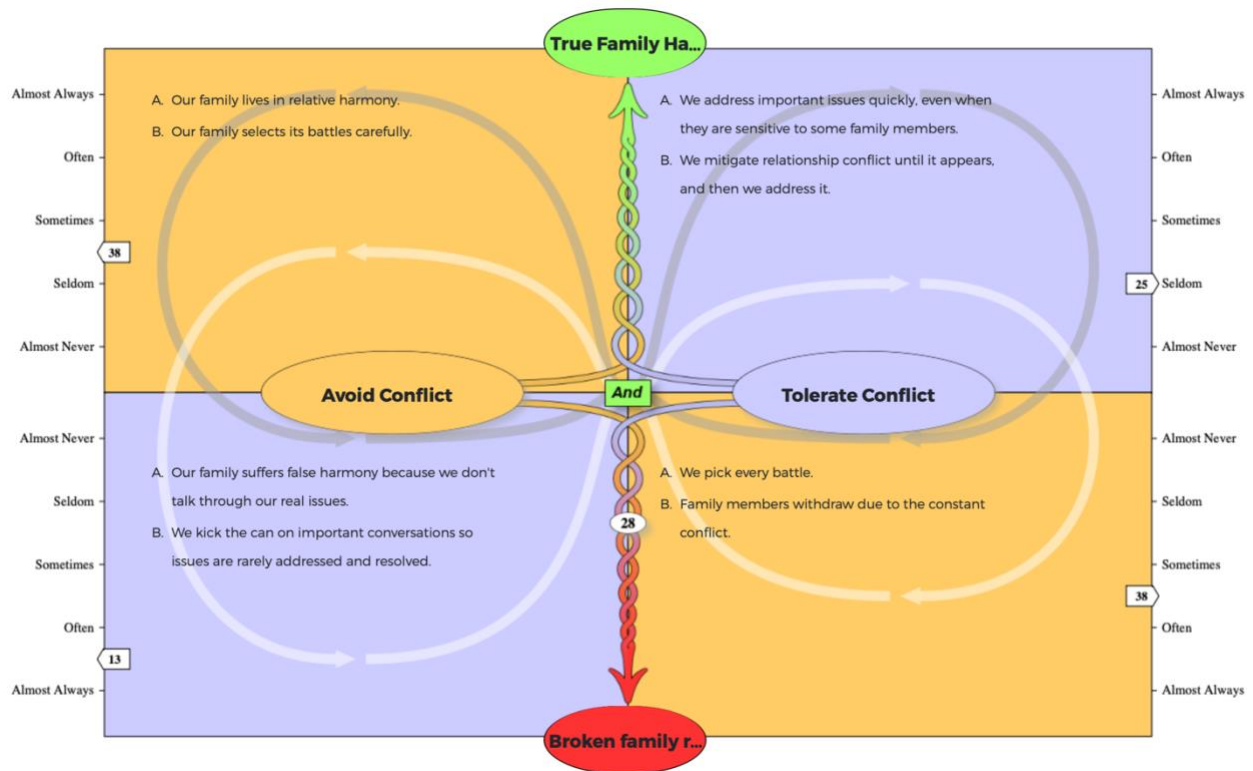 True Family Ha...
Almost Always
Often
Sometimes
38
Seldom
Almost Never
A. Our family lives in relative harmony.
B. Our family selects its battles carefully.
A. We address important issues quickly, even when
they are sensitive to some family members.
B. We mitigate relationship conflict until it appears,
and then we address it.
Almost Always
Often
Sometimes
25
Seldom
Almost Never
Avoid Conflict
And
Tolerate Conflict
Almost Never
Seldom
Sometimes
Often
13
Almost Always
A. Our family suffers false harmony because we don't
talk through our real issues.
B. We kick the can on important conversations so
issues are rarely addressed and resolved.
28
A. We pick every battle.
B. Family members withdraw due to the constant
conflict.
Almost Never
Seldom
Sometimes
38
Often
Almost Always
Broken family r...